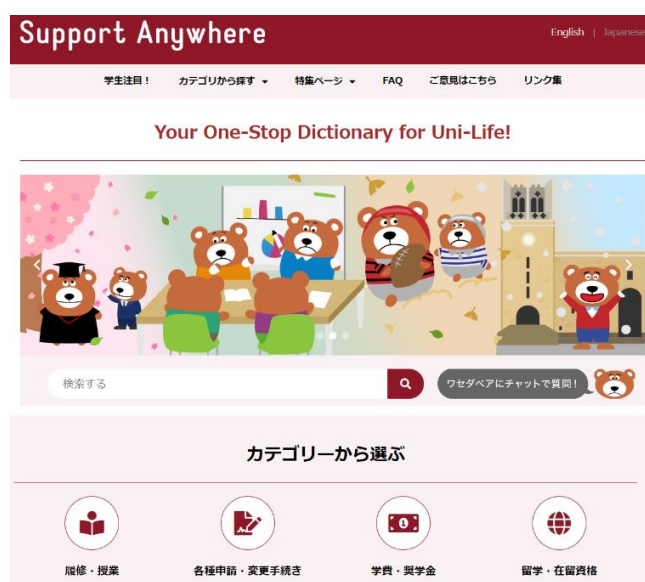 Support Anywhere
English | Japanese
学生注目！ カテゴリから探す 特集ページ FAQ ご意見はこちら リンク集
Your One-Stop Dictionary for Uni-Life!
検索する
ワセダベアにチャットで質問！
カテゴリーから選ぶ
履修・授業 各種申請・変更手続き 学費・奨学金 留学・在留資格